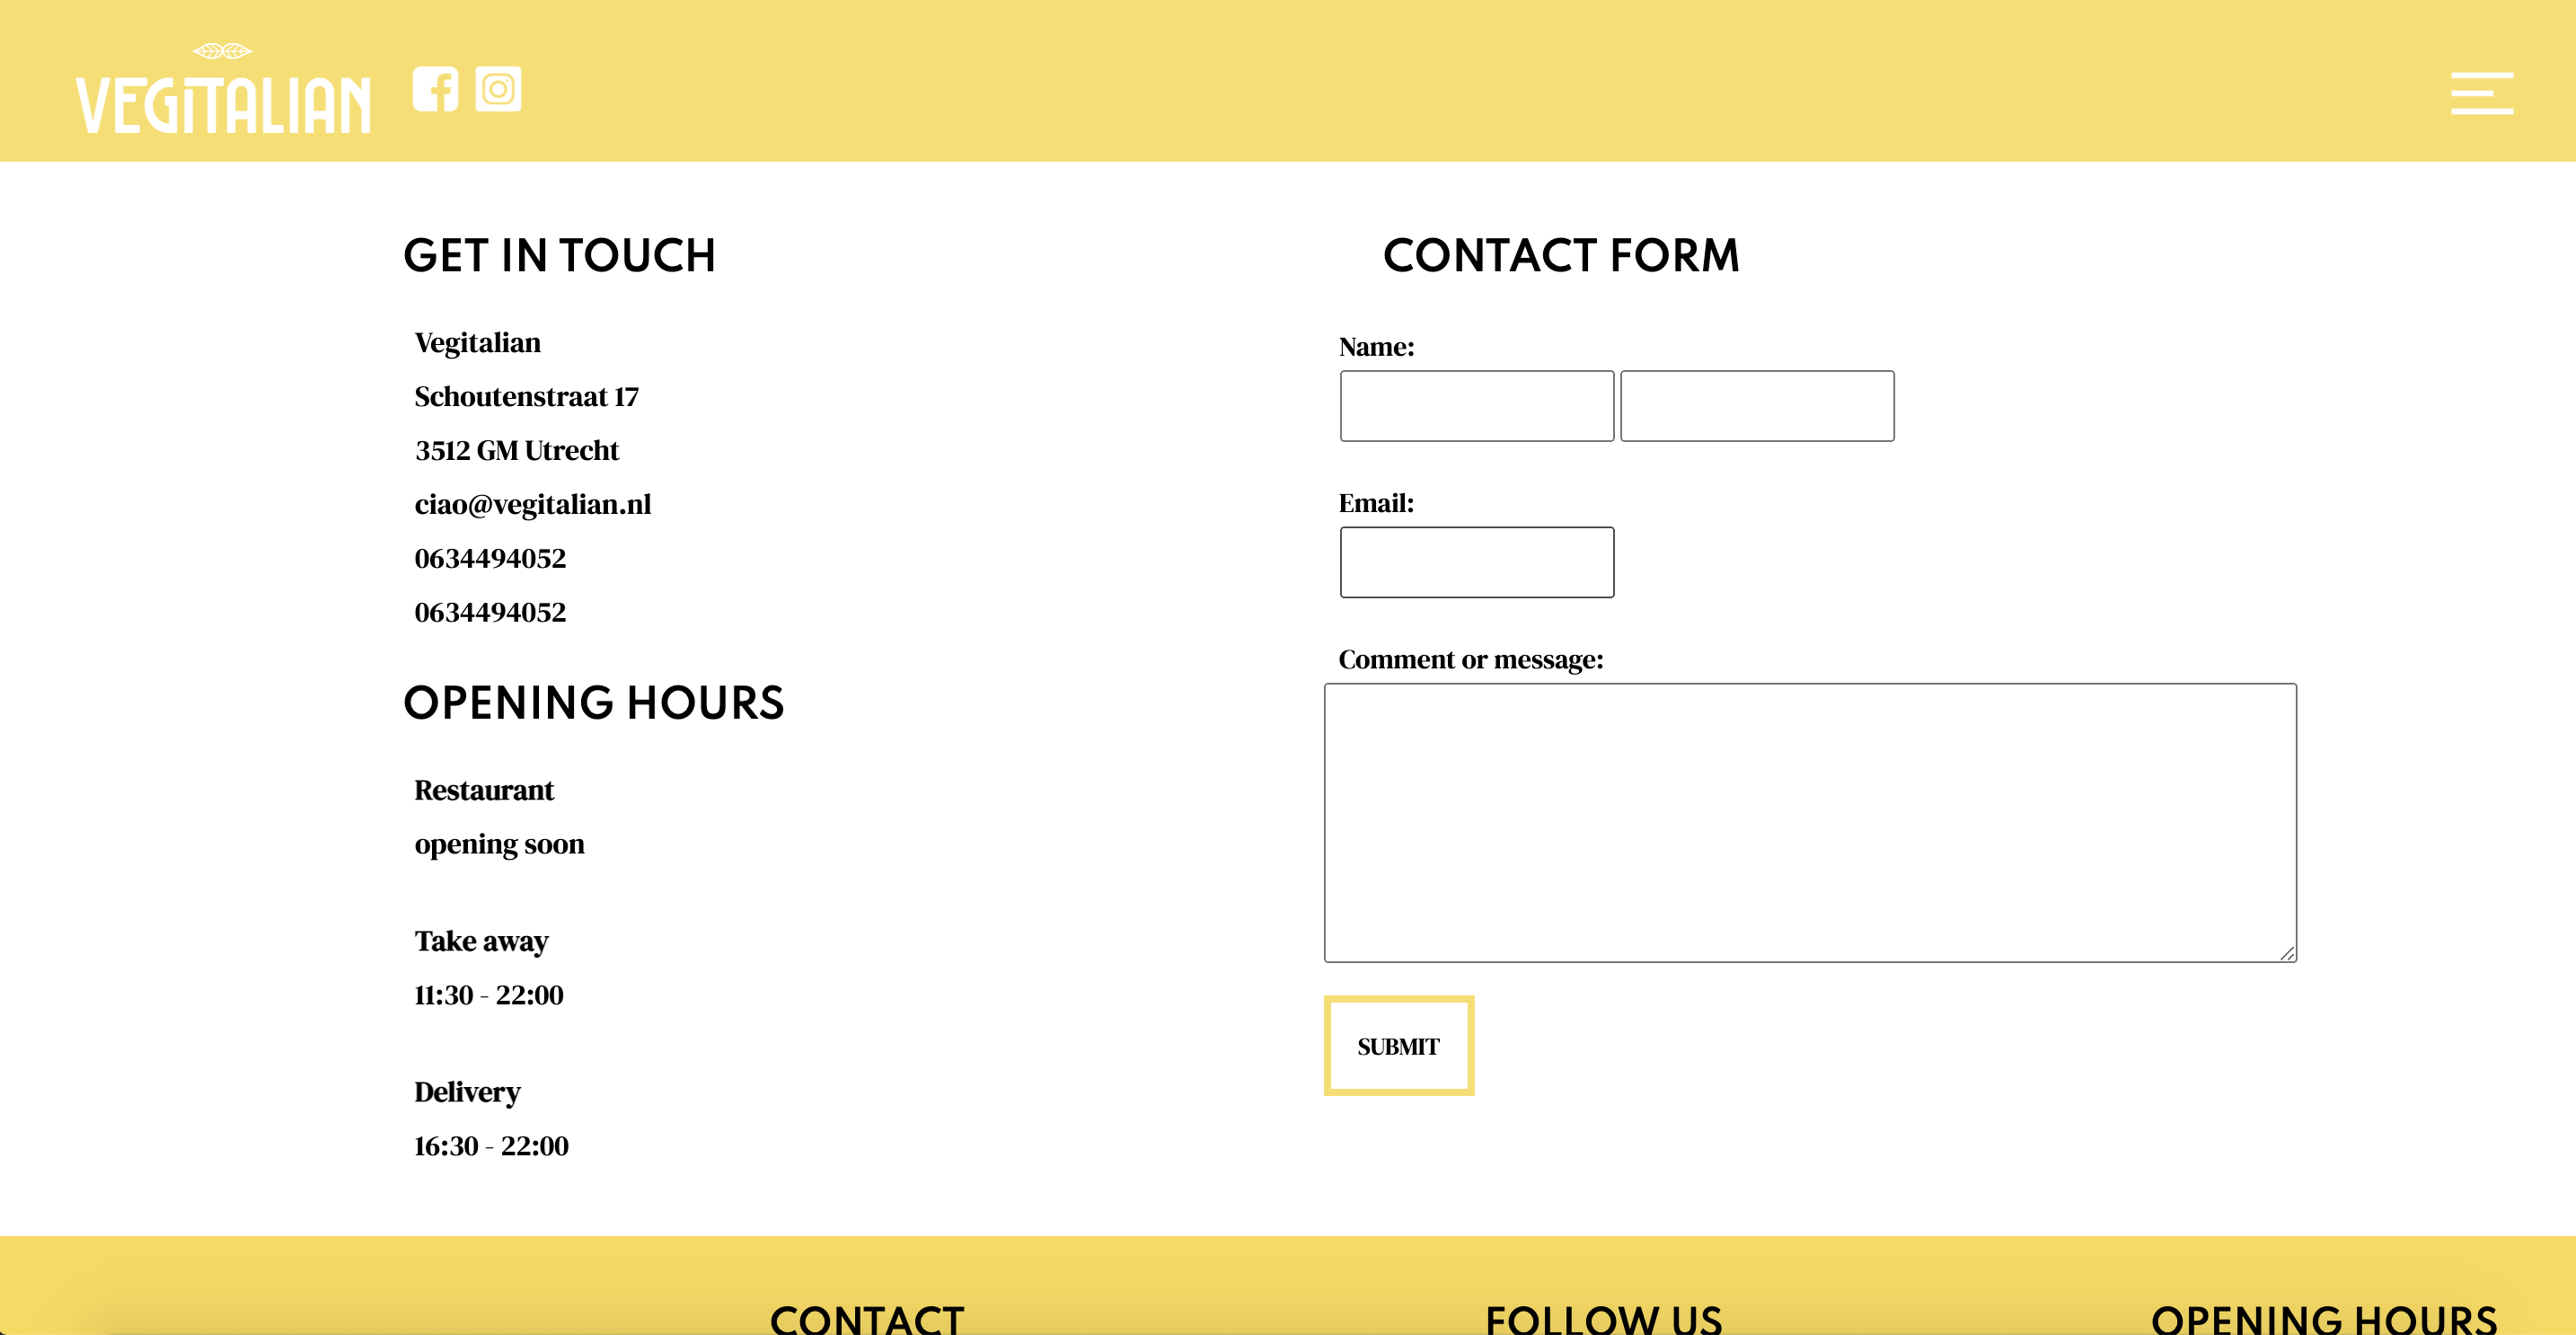 VEGiTALIAN
GET IN TOUCH
Vegitalian
Schoutenstraat 17
3512 GM Utrecht
ciao@vegitalian.nl
0634494052
0634494052
OPENING HOURS
Restaurant
opening soon
Take away
11:30 - 22:00
Delivery
16:30 - 22:00
CONTACT FORM
Name:
Email:
Comment or message:
SUBMIT
CONTACT
FOLLOW US
OPENING HOURS